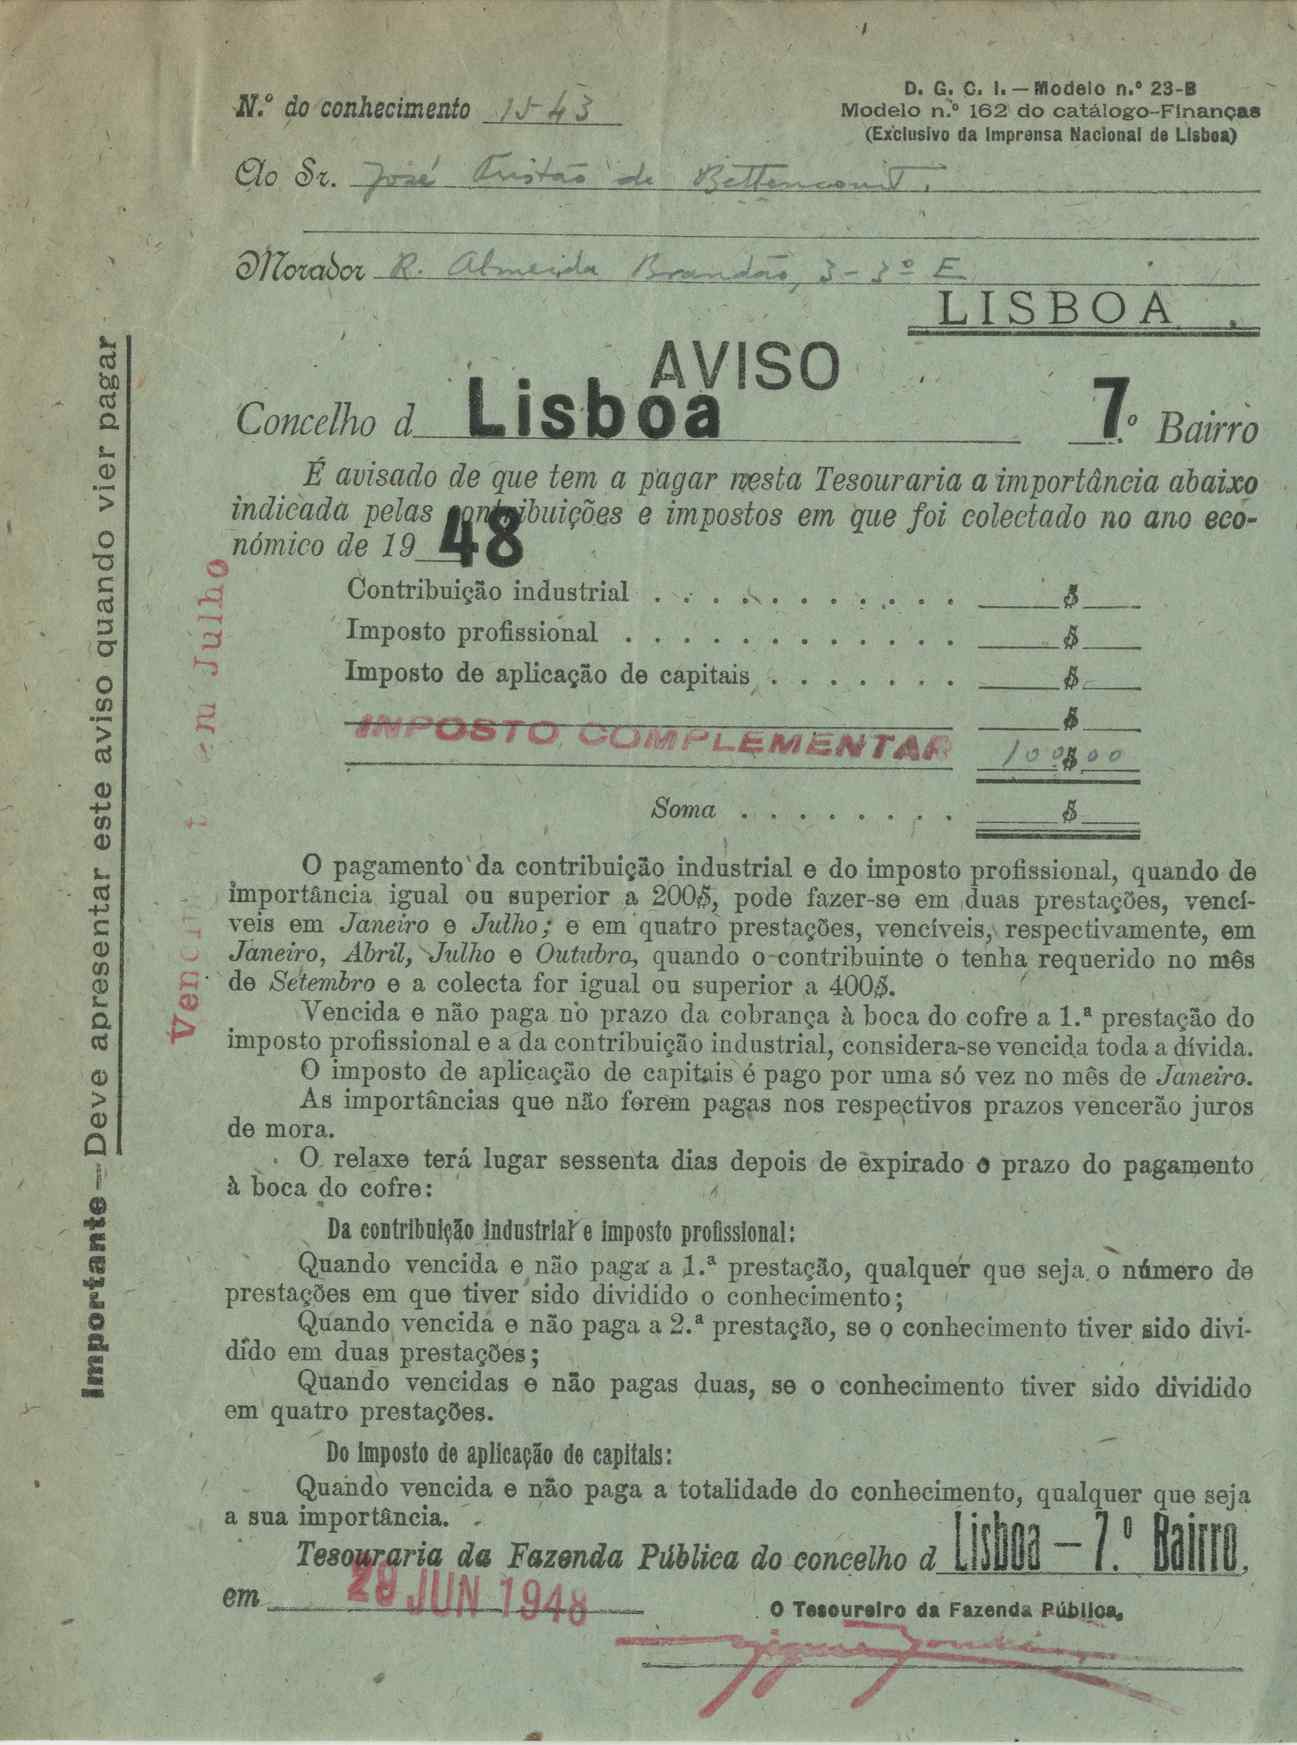 D. G. C. I. — Modelo n.º 23-B
N.º do conhecimento 1543
Modelo n.º 162 do catálogo-Finanças
(Exclusivo da Imprensa Nacional de Lisboa)
Ao Sr. José Tristão de Bettencourt.
Morador R. Almeida Brandão, 3-3º E
LISBOA.
AVISO
Concelho d Lisboa 7.º Bairro
É avisado de que tem a pagar nesta Tesouraria a importância abaixo
indicada pelas contribuições e impostos em que foi colectado no ano eco-
nómico de 1948
Contribuição industrial . . . . . . . . . . . $
Imposto profissional . . . . . . . . . . . . $
Imposto de aplicação de capitais . . . . . . . $
$
IMPOSTO COMPLEMENTAR 100$00
Soma . . . . . . . . $
O pagamento da contribuição industrial e do imposto profissional, quando de
importância igual ou superior a 200$, pode fazer-se em duas prestações, vencí-
veis em Janeiro e Julho; e em quatro prestações, vencíveis, respectivamente, em
Janeiro, Abril, Julho e Outubro, quando o contribuinte o tenha requerido no mês
de Setembro e a colecta for igual ou superior a 400$.
Vencida e não paga no prazo da cobrança à boca do cofre a 1.ª prestação do
imposto profissional e a da contribuição industrial, considera-se vencida toda a dívida.
O imposto de aplicação de capitais é pago por uma só vez no mês de Janeiro.
As importâncias que não forem pagas nos respectivos prazos vencerão juros
de mora.
O relaxe terá lugar sessenta dias depois de expirado o prazo do pagamento
à boca do cofre:
Da contribuição industrial e imposto profissional:
Quando vencida e não paga a 1.ª prestação, qualquer que seja o número de
prestações em que tiver sido dividido o conhecimento;
Quando vencida e não paga a 2.ª prestação, se o conhecimento tiver sido divi-
dido em duas prestações;
Quando vencidas e não pagas duas, se o conhecimento tiver sido dividido
em quatro prestações.
Do imposto de aplicação de capitais:
Quando vencida e não paga a totalidade do conhecimento, qualquer que seja
a sua importância.
Tesouraria da Fazenda Pública do concelho d Lisboa — 7.º Bairro,
em 28 JUN 1948
O Tesoureiro da Fazenda Pública,
Importante — Deve apresentar este aviso quando vier pagar
em Julho